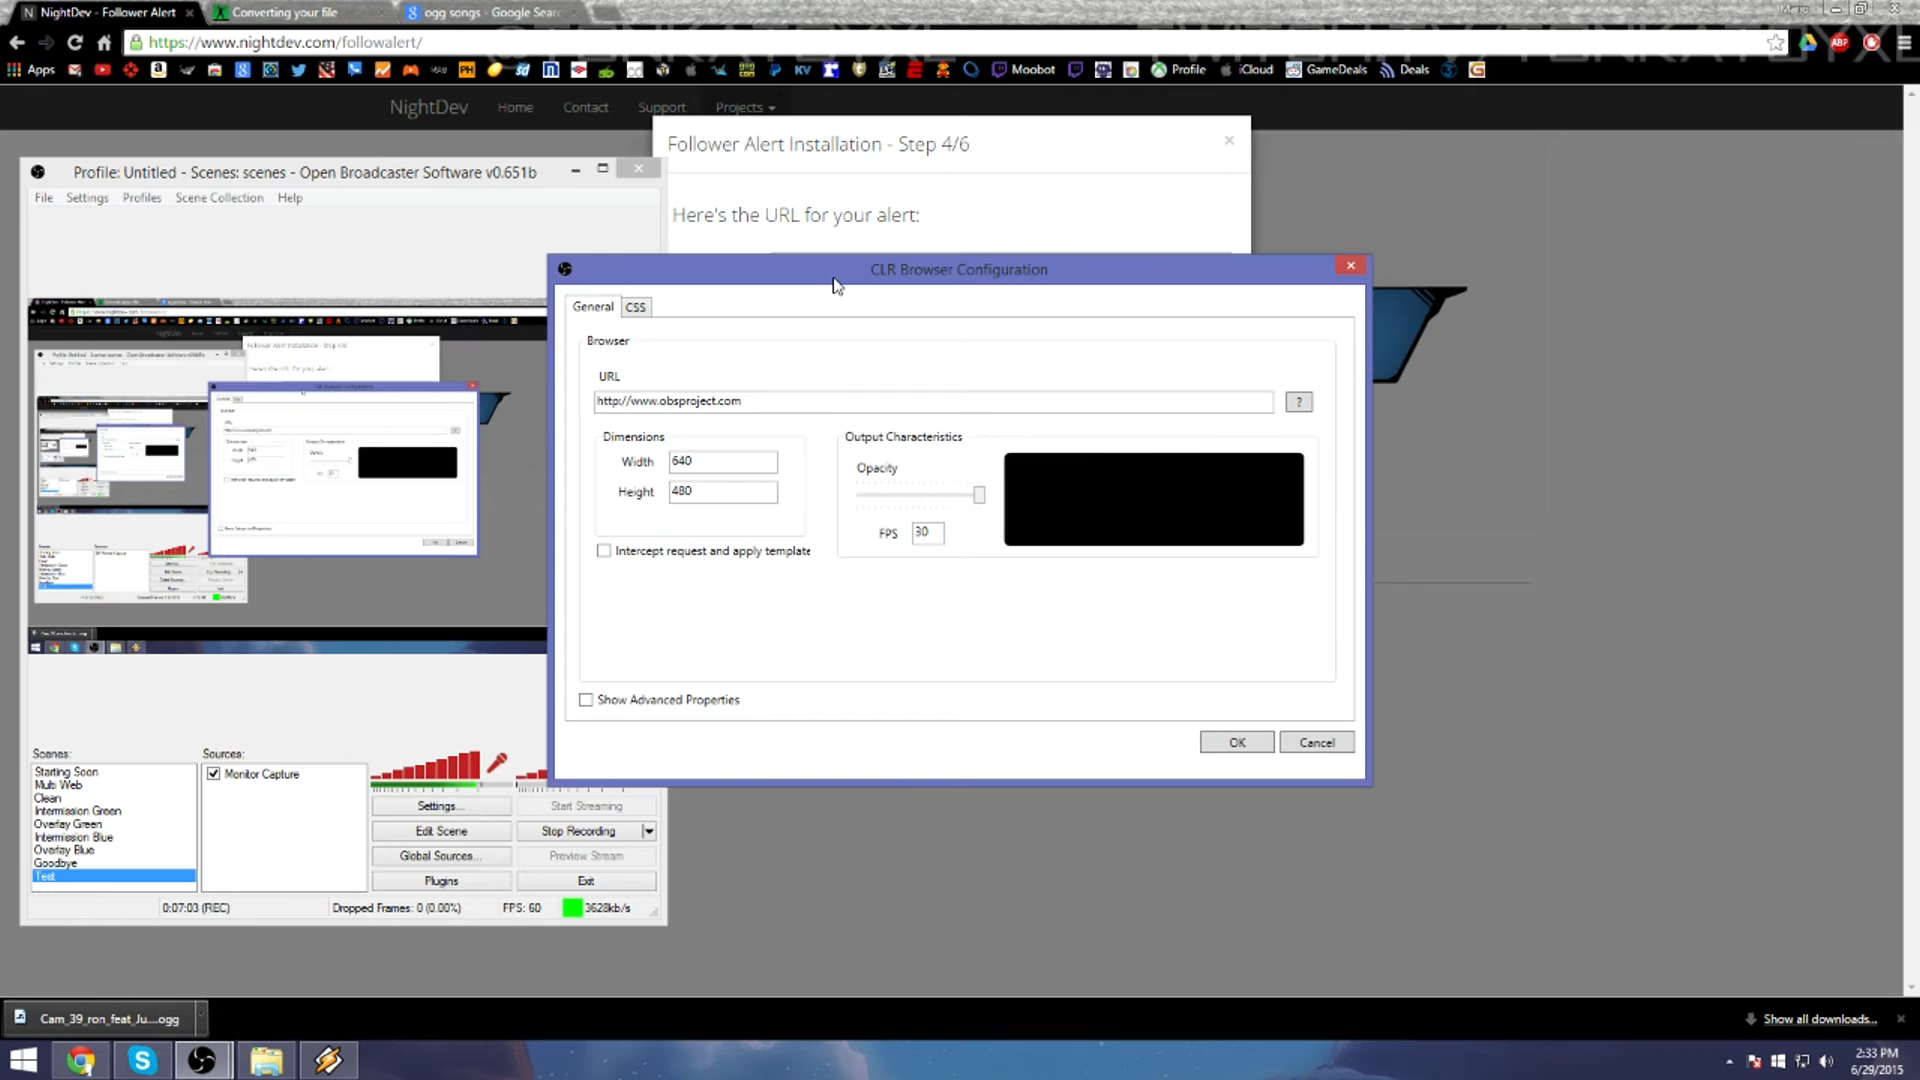 NightDev - Follower Alert
Converting your file
ogg songs - Google Sear
https://www.nightdev.com/followalert/
Apps
Moobot
Profile
iCloud
GameDeals
Deals
NightDev Home Contact Support Projects
Follower Alert Installation - Step 4/6
Here's the URL for your alert:
Profile: Untitled - Scenes: scenes - Open Broadcaster Software v0.651b
File Settings Profiles Scene Collection Help
CLR Browser Configuration
General CSS
Browser
URL
http://www.obsproject.com
?
Dimensions
Width 640
Height 480
Output Characteristics
Opacity
FPS 30
Intercept request and apply template
Show Advanced Properties
OK Cancel
Scenes:
Starting Soon
Multi Web
Clean
Intermission Green
Overlay Green
Intermission Blue
Overlay Blue
Goodbye
Test
Sources:
Monitor Capture
Settings... Start Streaming
Edit Scene Stop Recording
Global Sources... Preview Stream
Plugins Exit
0:07:03 (REC) Dropped Frames: 0 (0.00%) FPS: 60 3628kb/s
Cam_39_ron_feat_Ju....ogg
Show all downloads...
2:33 PM
6/29/2015